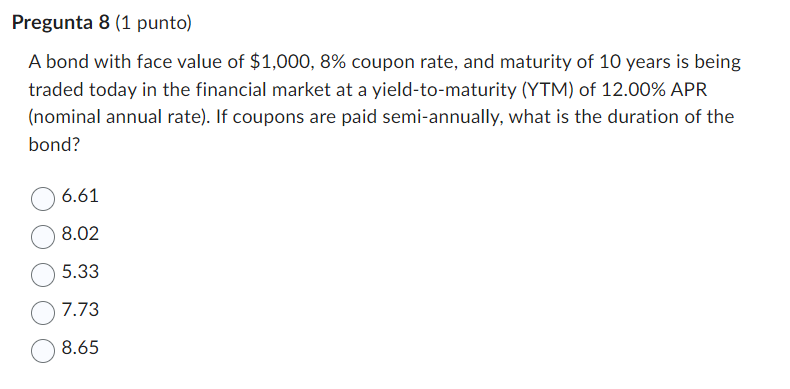 Pregunta 8 (1 punto)
A bond with face value of $1,000, 8% coupon rate, and maturity of 10 years is being
traded today in the financial market at a yield-to-maturity (YTM) of 12.00% APR
(nominal annual rate). If coupons are paid semi-annually, what is the duration of the
bond?
6.61
8.02
5.33
7.73
8.65